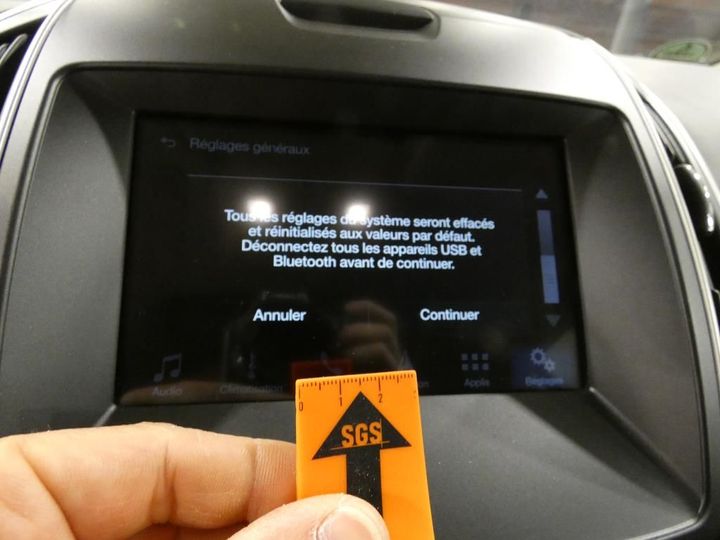 Réglages généraux
Tous les réglages du système seront effacés
et réinitialisés aux valeurs par défaut.
Déconnectez tous les appareils USB et
Bluetooth avant de continuer.
Annuler Continuer
Audio Climatisation Applis Réglages
0 1 2
SGS